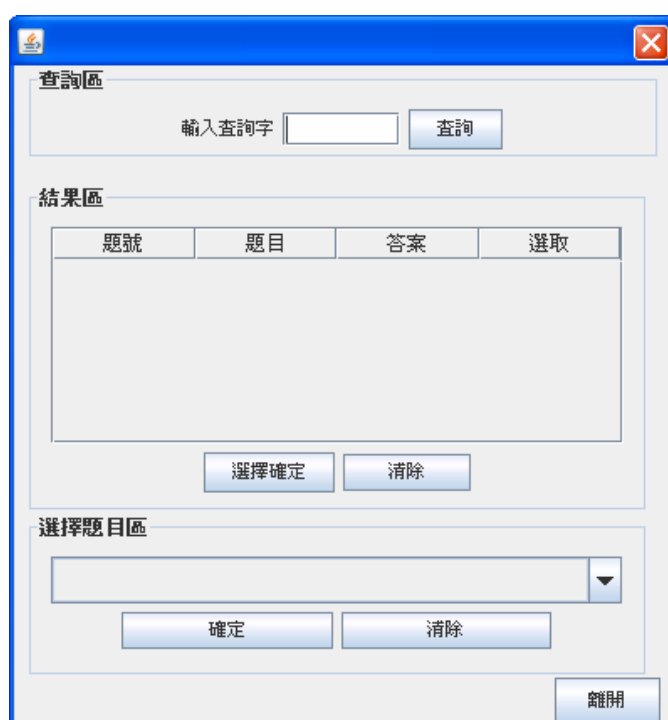 查詢區
輸入查詢字 查詢
結果區
題號 題目 答案 選取
選擇確定 清除
選擇題目區
確定 清除
離開